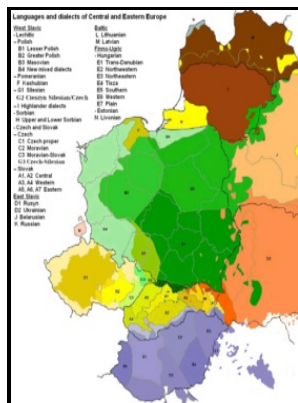 Languages and dialects of Central and Eastern Europe
West Slavic
- Lechitic
- Polish
B1 Lesser Polish
B2 Greater Polish
B3 Masovian
B4 New mixed dialects
- Pomeranian
F Kashubian
- G1 Silesian
G2 Cieszyn Silesian/Czech
I Highlander dialects
- Sorbian
H Upper and Lower Sorbian
- Czech and Slovak
- Czech
C1 Czech proper
C2 Moravian
C3 Moravian-Slovak
G3 Czech-Silesian
- Slovak
A1, A2 Central
A3, A4 Western
A5, A6, A7 Eastern
East Slavic
D1 Rusyn
D2 Ukrainian
J Belarusian
K Russian
Baltic
L Lithuanian
M Latvian
Finno-Ugric
- Hungarian
E1 Trans-Danubian
E2 Northwestern
E3 Northeastern
E4 Tisza
E5 Southern
E6 Western
E7 Plain
- Estonian
N Livonian